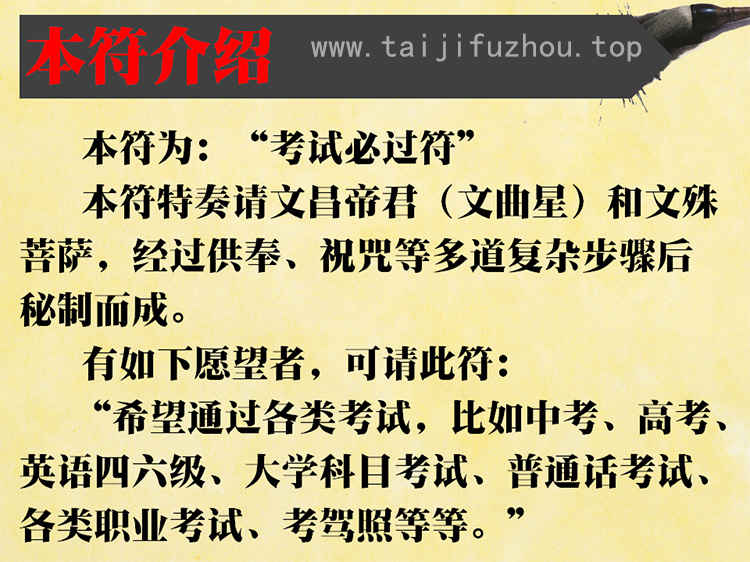 本符介绍
www.taijifuzhou.top
本符为：“考试必过符”
本符特奏请文昌帝君（文曲星）和文殊
菩萨，经过供奉、祝咒等多道复杂步骤后
秘制而成。
有如下愿望者，可请此符：
“希望通过各类考试，比如中考、高考、
英语四六级、大学科目考试、普通话考试、
各类职业考试、考驾照等等。”